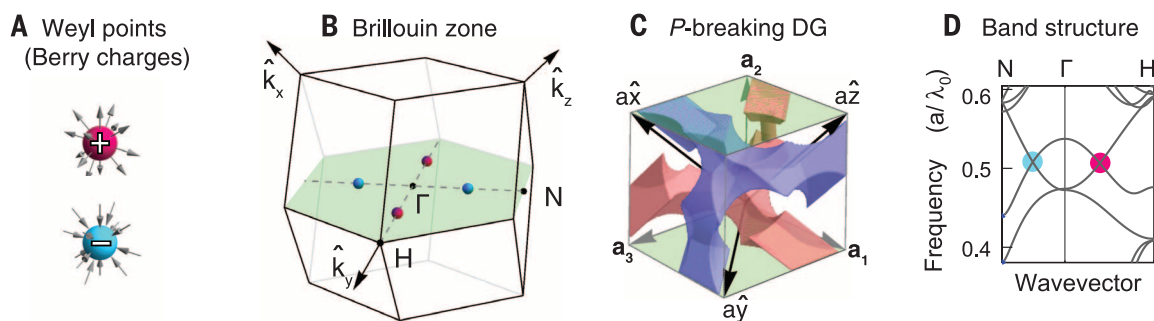 A Weyl points
(Berry charges)
+
−
B Brillouin zone
k̂x
k̂z
Γ
N
H
k̂y
C P-breaking DG
a2
ax̂
aẑ
a3
a1
aŷ
D Band structure
N Γ H
Frequency (a/λ0)
0.6
0.5
0.4
Wavevector